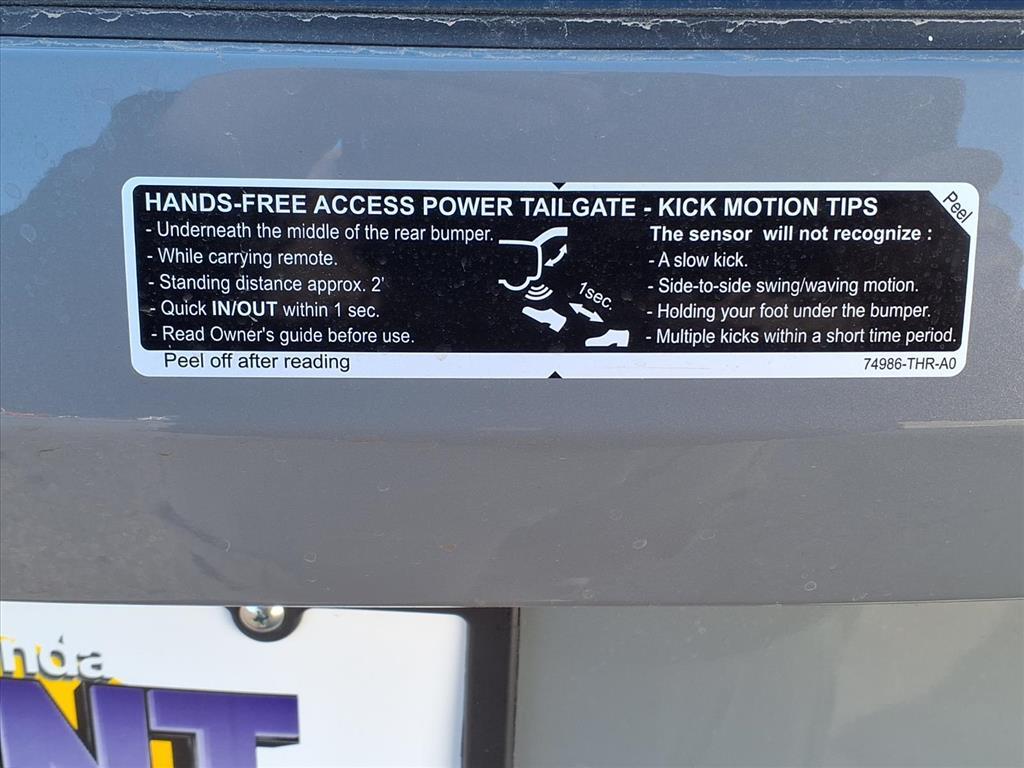 HANDS-FREE ACCESS POWER TAILGATE - KICK MOTION TIPS
Peel
- Underneath the middle of the rear bumper.
- While carrying remote.
- Standing distance approx. 2'
- Quick IN/OUT within 1 sec.
- Read Owner's guide before use.
1sec.
The sensor will not recognize :
- A slow kick.
- Side-to-side swing/waving motion.
- Holding your foot under the bumper.
- Multiple kicks within a short time period.
Peel off after reading
74986-THR-A0
nda
NT